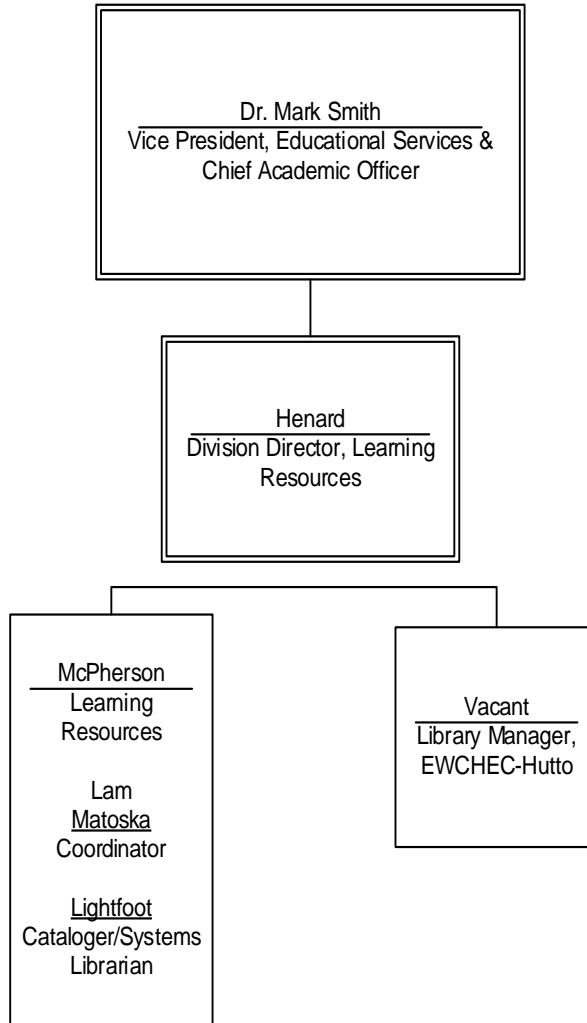 Dr. Mark Smith
Vice President, Educational Services &
Chief Academic Officer
Henard
Division Director, Learning
Resources
McPherson
Learning
Resources
Lam
Matoska
Coordinator
Lightfoot
Cataloger/Systems
Librarian
Vacant
Library Manager,
EWCHEC-Hutto